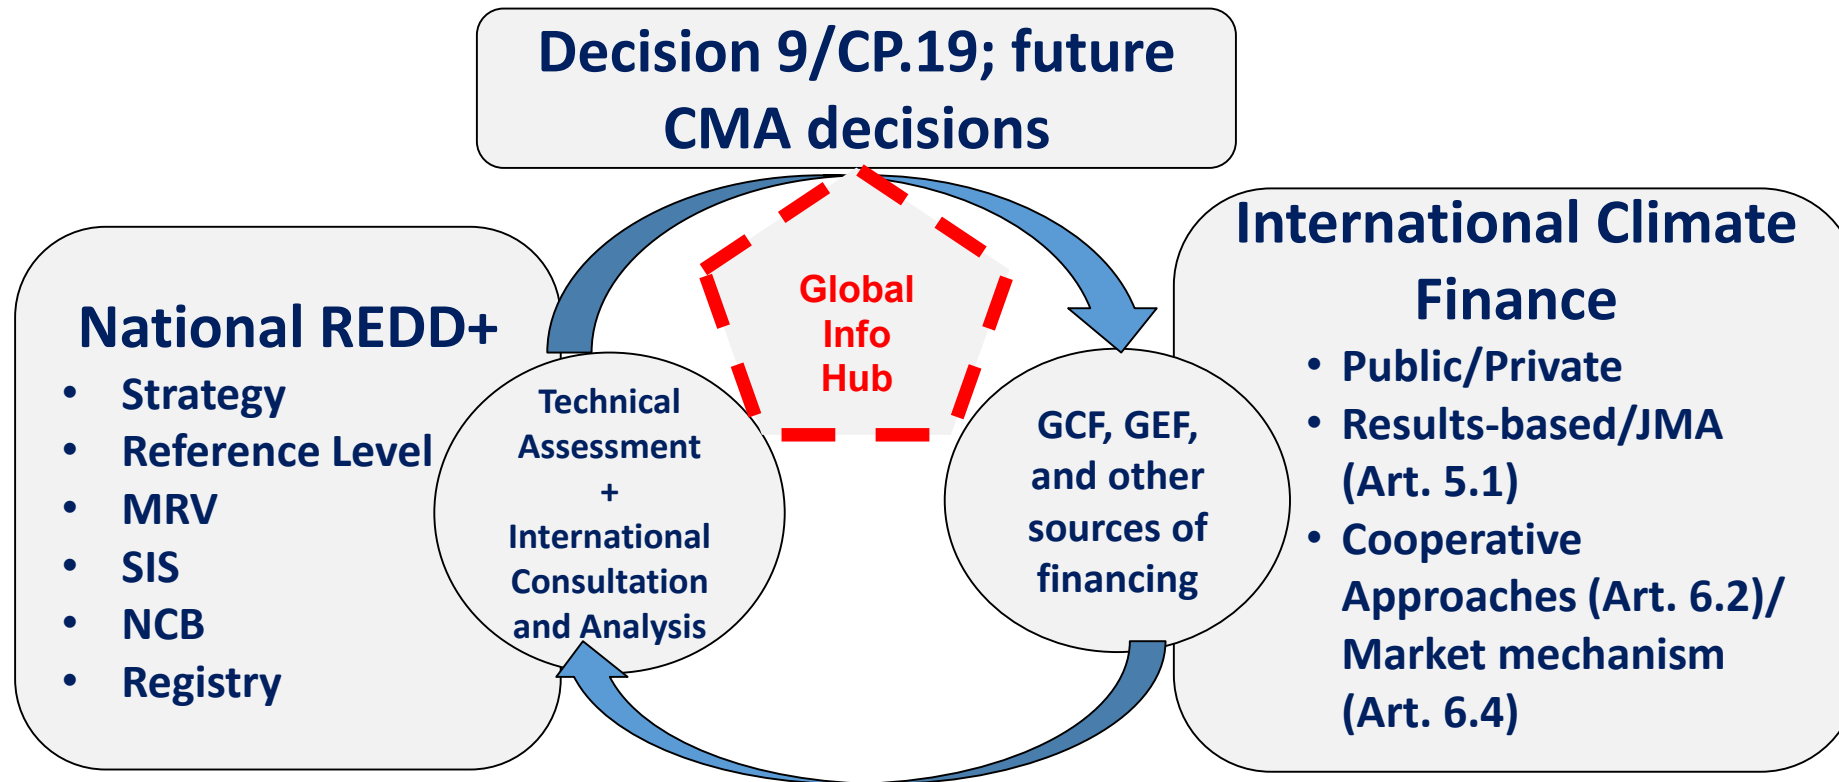 Decision 9/CP.19; future
CMA decisions
National REDD+
• Strategy
• Reference Level
• MRV
• SIS
• NCB
• Registry
Technical
Assessment
+
International
Consultation
and Analysis
Global
Info
Hub
GCF, GEF,
and other
sources of
financing
International Climate
Finance
• Public/Private
• Results-based/JMA
(Art. 5.1)
• Cooperative
Approaches (Art. 6.2)/
Market mechanism
(Art. 6.4)